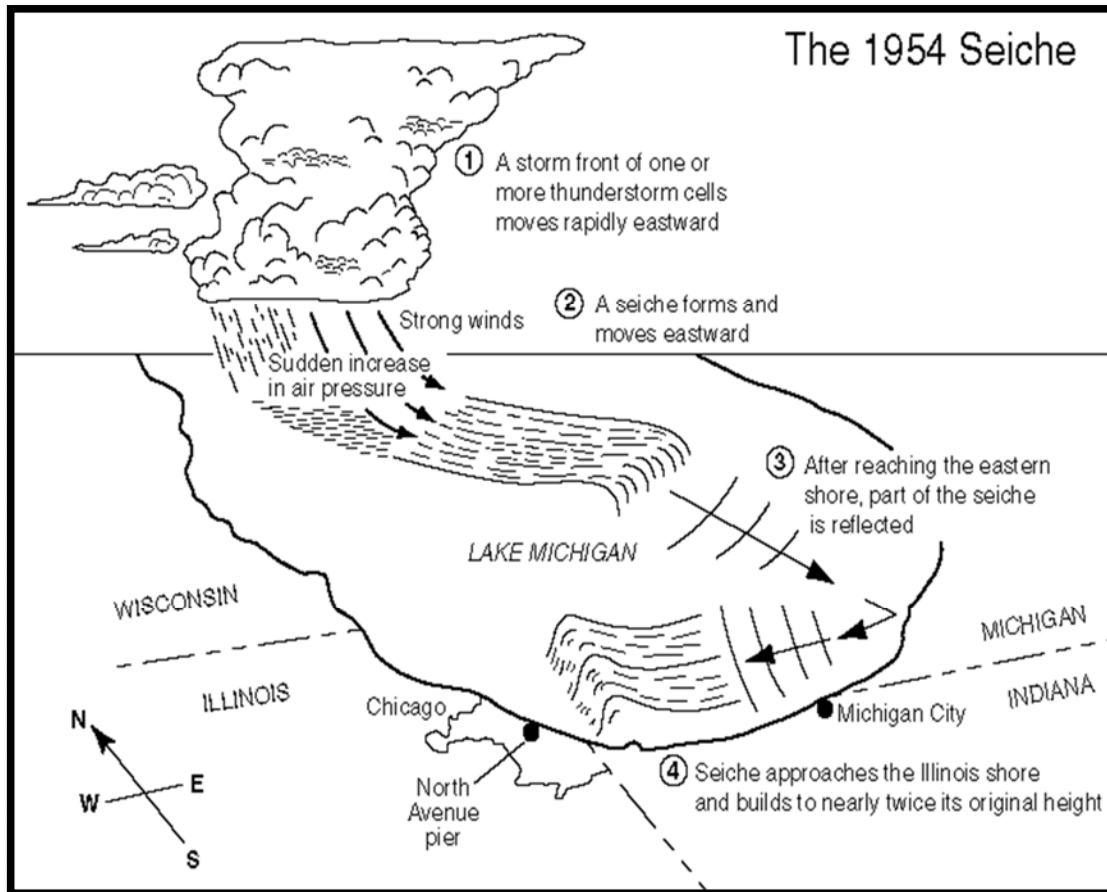 The 1954 Seiche
1 A storm front of one or
more thunderstorm cells
moves rapidly eastward
2 A seiche forms and
moves eastward
Strong winds
Sudden increase
in air pressure
3 After reaching the eastern
shore, part of the seiche
is reflected
LAKE MICHIGAN
WISCONSIN
ILLINOIS
MICHIGAN
INDIANA
Chicago
Michigan City
North
Avenue
pier
4 Seiche approaches the Illinois shore
and builds to nearly twice its original height
N
W E
S